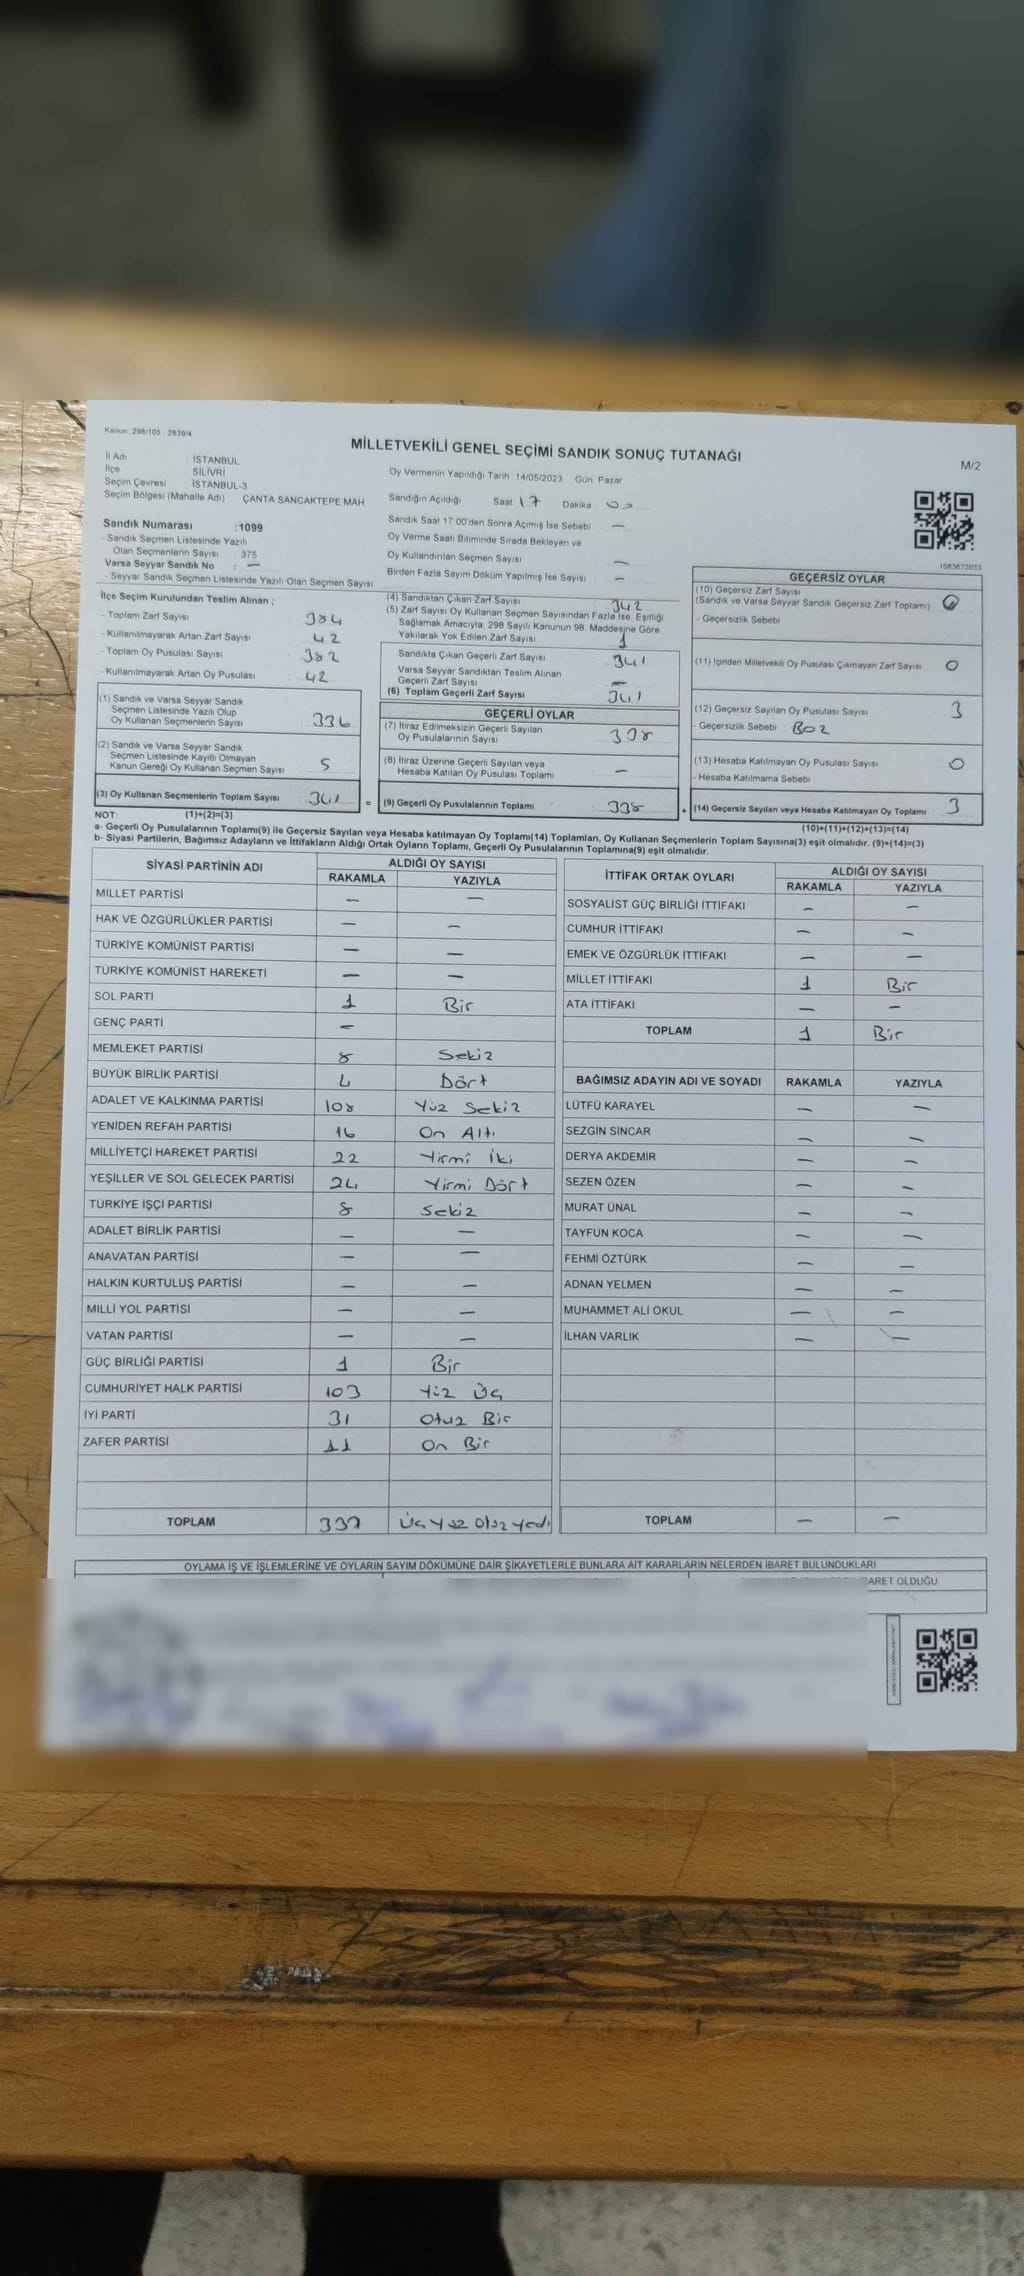 Kanun: 298/105 , 2839/4
MİLLETVEKİLİ GENEL SEÇİMİ SANDIK SONUÇ TUTANAĞI
M/2
İl Adı : İSTANBUL
İlçe : SİLİVRİ
Seçim Çevresi : İSTANBUL-3
Seçim Bölgesi (Mahalle Adı) : ÇANTA SANCAKTEPE MAH
Oy Vermenin Yapıldığı Tarih :14/05/2023 Gün: Pazar
Sandığın Açıldığı Saat: 17 Dakika 00
Sandık Saat 17:00'den Sonra Açımış İse Sebebi —
Oy Verme Saati Bitiminde Sırada Bekleyen ve
Oy Kullandırılan Seçmen Sayısı —
Birden Fazla Sayım Döküm Yapılmış İse Sayısı —
1083673033
Sandık Numarası :1099
- Sandık Seçmen Listesinde Yazılı
Olan Seçmenlerin Sayısı : 375
Varsa Seyyar Sandık No : —
- Seyyar Sandık Seçmen Listesinde Yazılı Olan Seçmen Sayısı
İlçe Seçim Kurulundan Teslim Alınan ;
- Toplam Zarf Sayısı : 384
- Kullanılmayarak Artan Zarf Sayısı : 42
- Toplam Oy Pusulası Sayısı : 382
- Kullanılmayarak Artan Oy Pusulası : 42
(1) Sandık ve Varsa Seyyar Sandık
Seçmen Listesinde Yazılı Olup
Oy Kullanan Seçmenlerin Sayısı : 336
(2) Sandık ve Varsa Seyyar Sandık
Seçmen Listesinde Kayıtlı Olmayan
Kanun Gereği Oy Kullanan Seçmen Sayısı : 5
(3) Oy Kullanan Seçmenlerin Toplam Sayısı : 341 =
(4) Sandıktan Çıkan Zarf Sayısı : 342
(5) Zarf Sayısı Oy Kullanan Seçmen Sayısından Fazla İse, Eşitliği
Sağlamak Amacıyla, 298 Sayılı Kanunun 98. Maddesine Göre
Yakılarak Yok Edilen Zarf Sayısı : 1
Sandıkta Çıkan Geçerli Zarf Sayısı : 341
Varsa Seyyar Sandıktan Teslim Alınan
Geçerli Zarf Sayısı : —
(6) Toplam Geçerli Zarf Sayısı : 341
GEÇERLİ OYLAR
(7) İtiraz Edilmeksizin Geçerli Sayılan
Oy Pusulalarının Sayısı : 338
(8) İtiraz Üzerine Geçerli Sayılan veya
Hesaba Katılan Oy Pusulası Toplamı : —
(9) Geçerli Oy Pusulalarının Toplamı : 338 +
GEÇERSİZ OYLAR
(10) Geçersiz Zarf Sayısı
(Sandık ve Varsa Seyyar Sandık Geçersiz Zarf Toplamı) :
- Geçersizlik Sebebi
(11) İçinden Milletvekili Oy Pusulası Çıkmayan Zarf Sayısı : 0
(12) Geçersiz Sayılan Oy Pusulası Sayısı : 3
- Geçersizlik Sebebi : Boz
(13) Hesaba Katılmayan Oy Pusulası Sayısı : 0
- Hesaba Katılmama Sebebi :
(14) Geçersiz Sayılan veya Hesaba Katılmayan Oy Toplamı : 3
NOT: (1)+(2)=(3)
(10)+(11)+(12)+(13)=(14)
a- Geçerli Oy Pusulalarının Toplamı(9) ile Geçersiz Sayılan veya Hesaba katılmayan Oy Toplamı(14) Toplamları, Oy Kullanan Seçmenlerin Toplam Sayısına(3) eşit olmalıdır. (9)+(14)=(3)
b- Siyasi Partilerin, Bağımsız Adayların ve İttifakların Aldığı Ortak Oyların Toplamı, Geçerli Oy Pusulalarının Toplamına(9) eşit olmalıdır.
SİYASİ PARTİNİN ADI ALDIĞI OY SAYISI
RAKAMLA YAZIYLA
MİLLET PARTİSİ — —
HAK VE ÖZGÜRLÜKLER PARTİSİ — —
TÜRKİYE KOMÜNİST PARTİSİ — —
TÜRKİYE KOMÜNİST HAREKETİ — —
SOL PARTİ 1 Bir
GENÇ PARTİ —
MEMLEKET PARTİSİ 8 Sekiz
BÜYÜK BİRLİK PARTİSİ 4 Dört
ADALET VE KALKINMA PARTİSİ 108 Yüz Sekiz
YENİDEN REFAH PARTİSİ 16 On Altı
MİLLİYETÇİ HAREKET PARTİSİ 22 Yirmi İki
YEŞİLLER VE SOL GELECEK PARTİSİ 24 Yirmi Dört
TÜRKİYE İŞÇİ PARTİSİ 8 Sekiz
ADALET BİRLİK PARTİSİ — —
ANAVATAN PARTİSİ — —
HALKIN KURTULUŞ PARTİSİ — —
MİLLİ YOL PARTİSİ — —
VATAN PARTİSİ — —
GÜÇ BİRLİĞİ PARTİSİ 1 Bir
CUMHURİYET HALK PARTİSİ 103 Yüz Üç
İYİ PARTİ 31 Otuz Bir
ZAFER PARTİSİ 11 On Bir
TOPLAM 337 Üç Yüz Otuz Yedi
İTTİFAK ORTAK OYLARI ALDIĞI OY SAYISI
RAKAMLA YAZIYLA
SOSYALİST GÜÇ BİRLİĞİ İTTİFAKI — —
CUMHUR İTTİFAKI — —
EMEK VE ÖZGÜRLÜK İTTİFAKI — —
MİLLET İTTİFAKI 1 Bir
ATA İTTİFAKI — —
TOPLAM 1 Bir
BAĞIMSIZ ADAYIN ADI VE SOYADI RAKAMLA YAZIYLA
LÜTFÜ KARAYEL — —
SEZGİN SİNCAR — —
DERYA AKDEMİR — —
SEZEN ÖZEN — —
MURAT ÜNAL — —
TAYFUN KOCA — —
FEHMİ ÖZTÜRK — —
ADNAN YELMEN — —
MUHAMMET ALİ OKUL — —
İLHAN VARLIK — —
TOPLAM — —
OYLAMA İŞ VE İŞLEMLERİNE VE OYLARIN SAYIM DÖKÜMÜNE DAİR ŞİKAYETLERLE BUNLARA AİT KARARLARIN NELERDEN İBARET BULUNDUKLARI
OLDUĞU